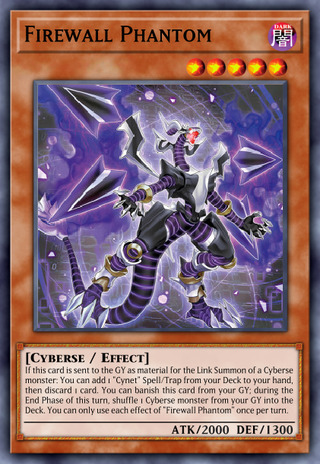 Firewall Phantom
DARK
闇
[Cyberse / Effect]
If this card is sent to the GY as material for the Link Summon of a Cyberse
monster: You can add 1 "Cynet" Spell/Trap from your Deck to your hand,
then discard 1 card. You can banish this card from your GY; during the
End Phase of this turn, shuffle 1 Cyberse monster from your GY into the
Deck. You can only use each effect of "Firewall Phantom" once per turn.
ATK/2000 DEF/1300